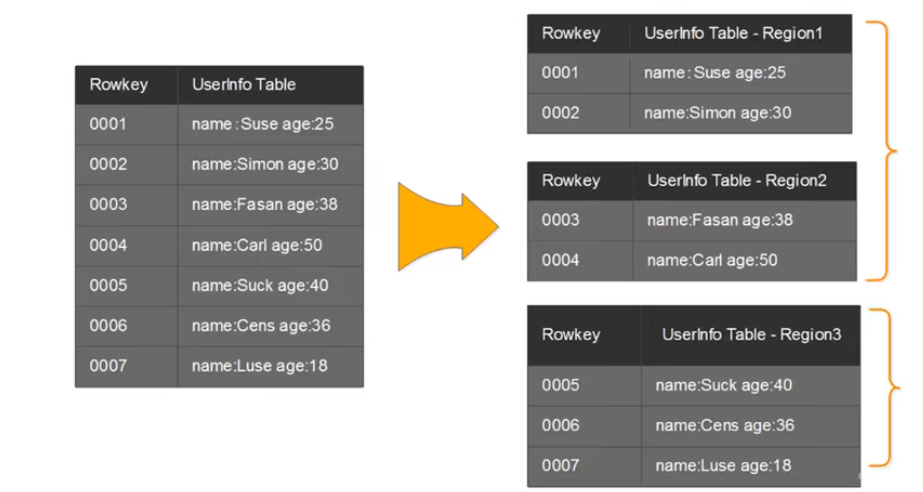 Rowkey UserInfo Table
0001 name:Suse age:25
0002 name:Simon age:30
0003 name:Fasan age:38
0004 name:Carl age:50
0005 name:Suck age:40
0006 name:Cens age:36
0007 name:Luse age:18
Rowkey UserInfo Table - Region1
0001 name: Suse age:25
0002 name:Simon age:30
Rowkey UserInfo Table - Region2
0003 name:Fasan age:38
0004 name:Carl age:50
Rowkey UserInfo Table - Region3
0005 name:Suck age:40
0006 name:Cens age:36
0007 name:Luse age:18